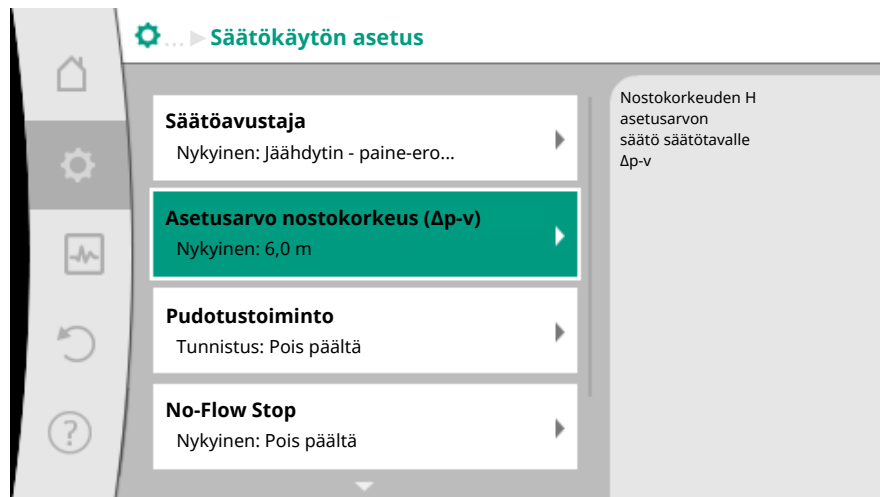 ... Säätökäytön asetus
Säätöavustaja
Nykyinen: Jäähdytin - paine-ero...
Asetusarvo nostokorkeus (Δp-v)
Nykyinen: 6,0 m
Pudotustoiminto
Tunnistus: Pois päältä
No-Flow Stop
Nykyinen: Pois päältä
Nostokorkeuden H
asetusarvon
säätö säätötavalle
Δp-v
?